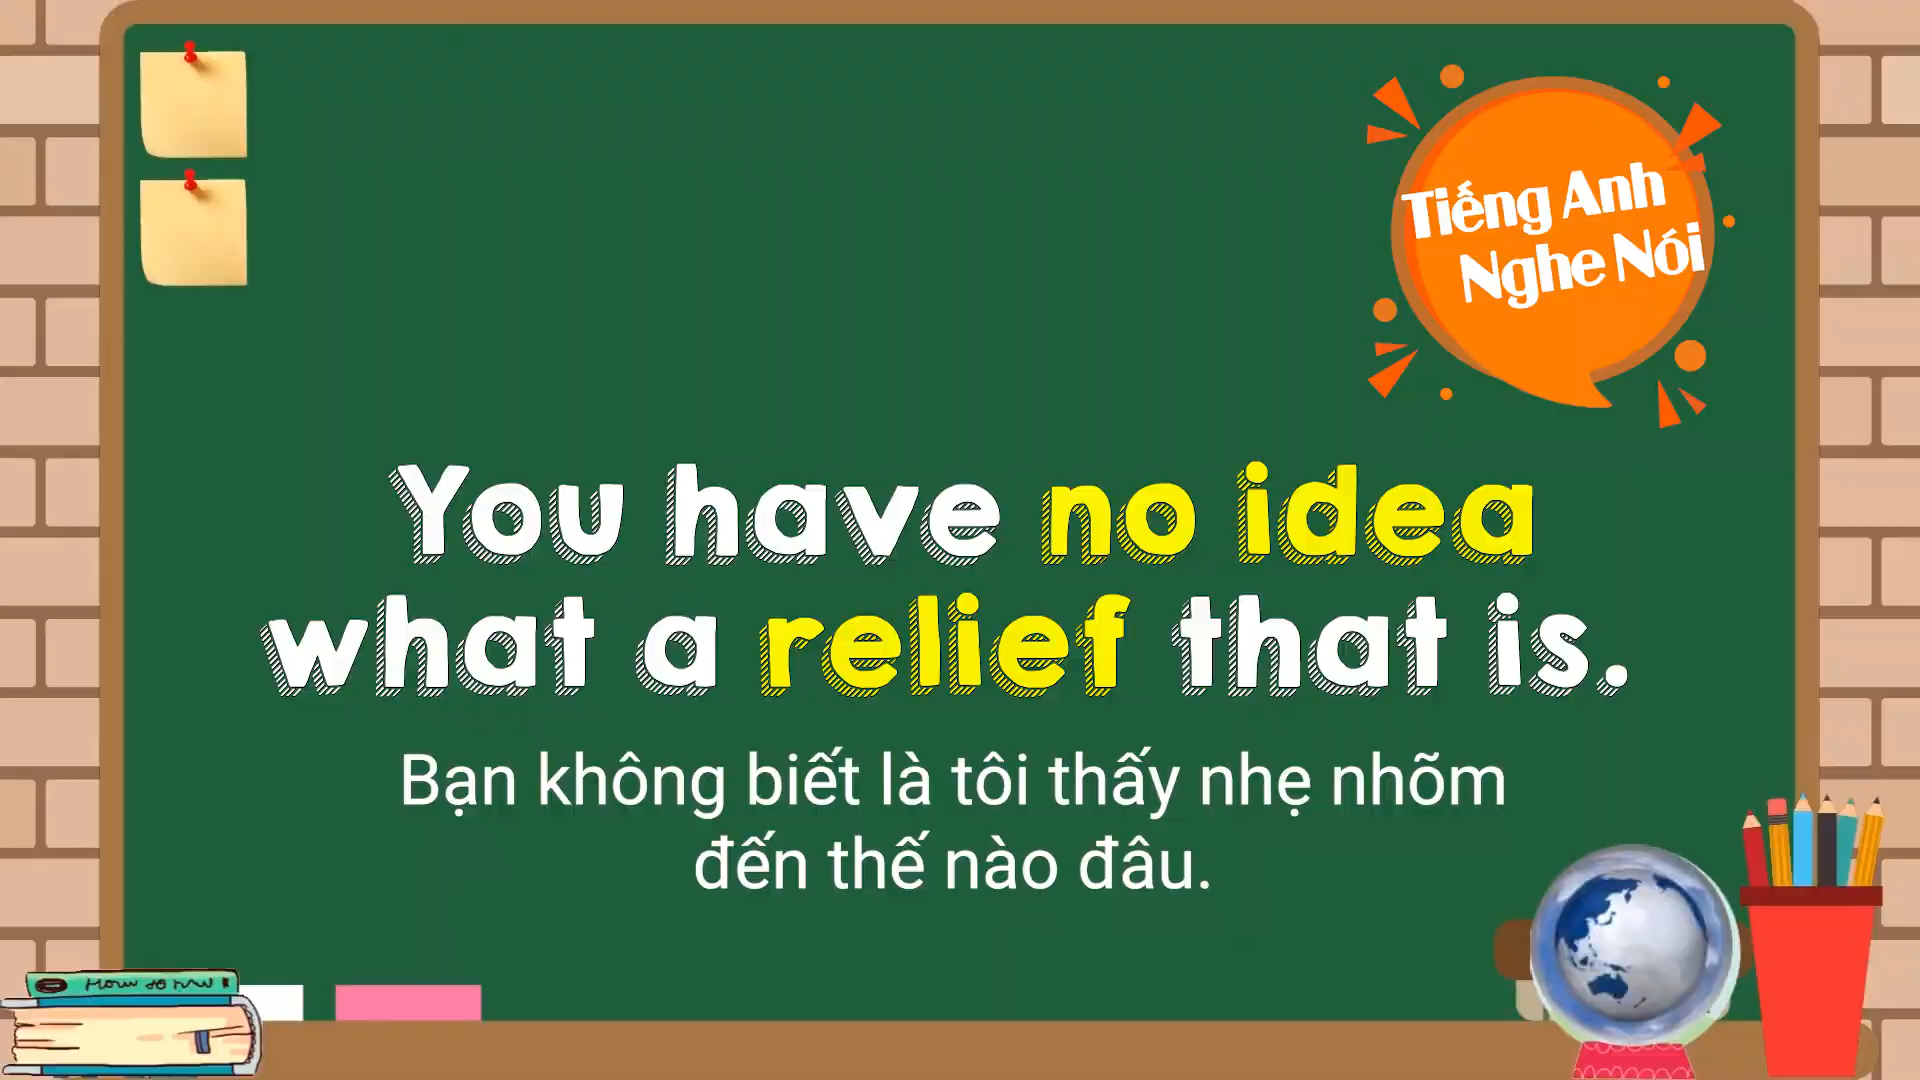 Tiếng Anh
Nghe Nói
You have no idea
what a relief that is.
Bạn không biết là tôi thấy nhẹ nhõm
đến thế nào đâu.